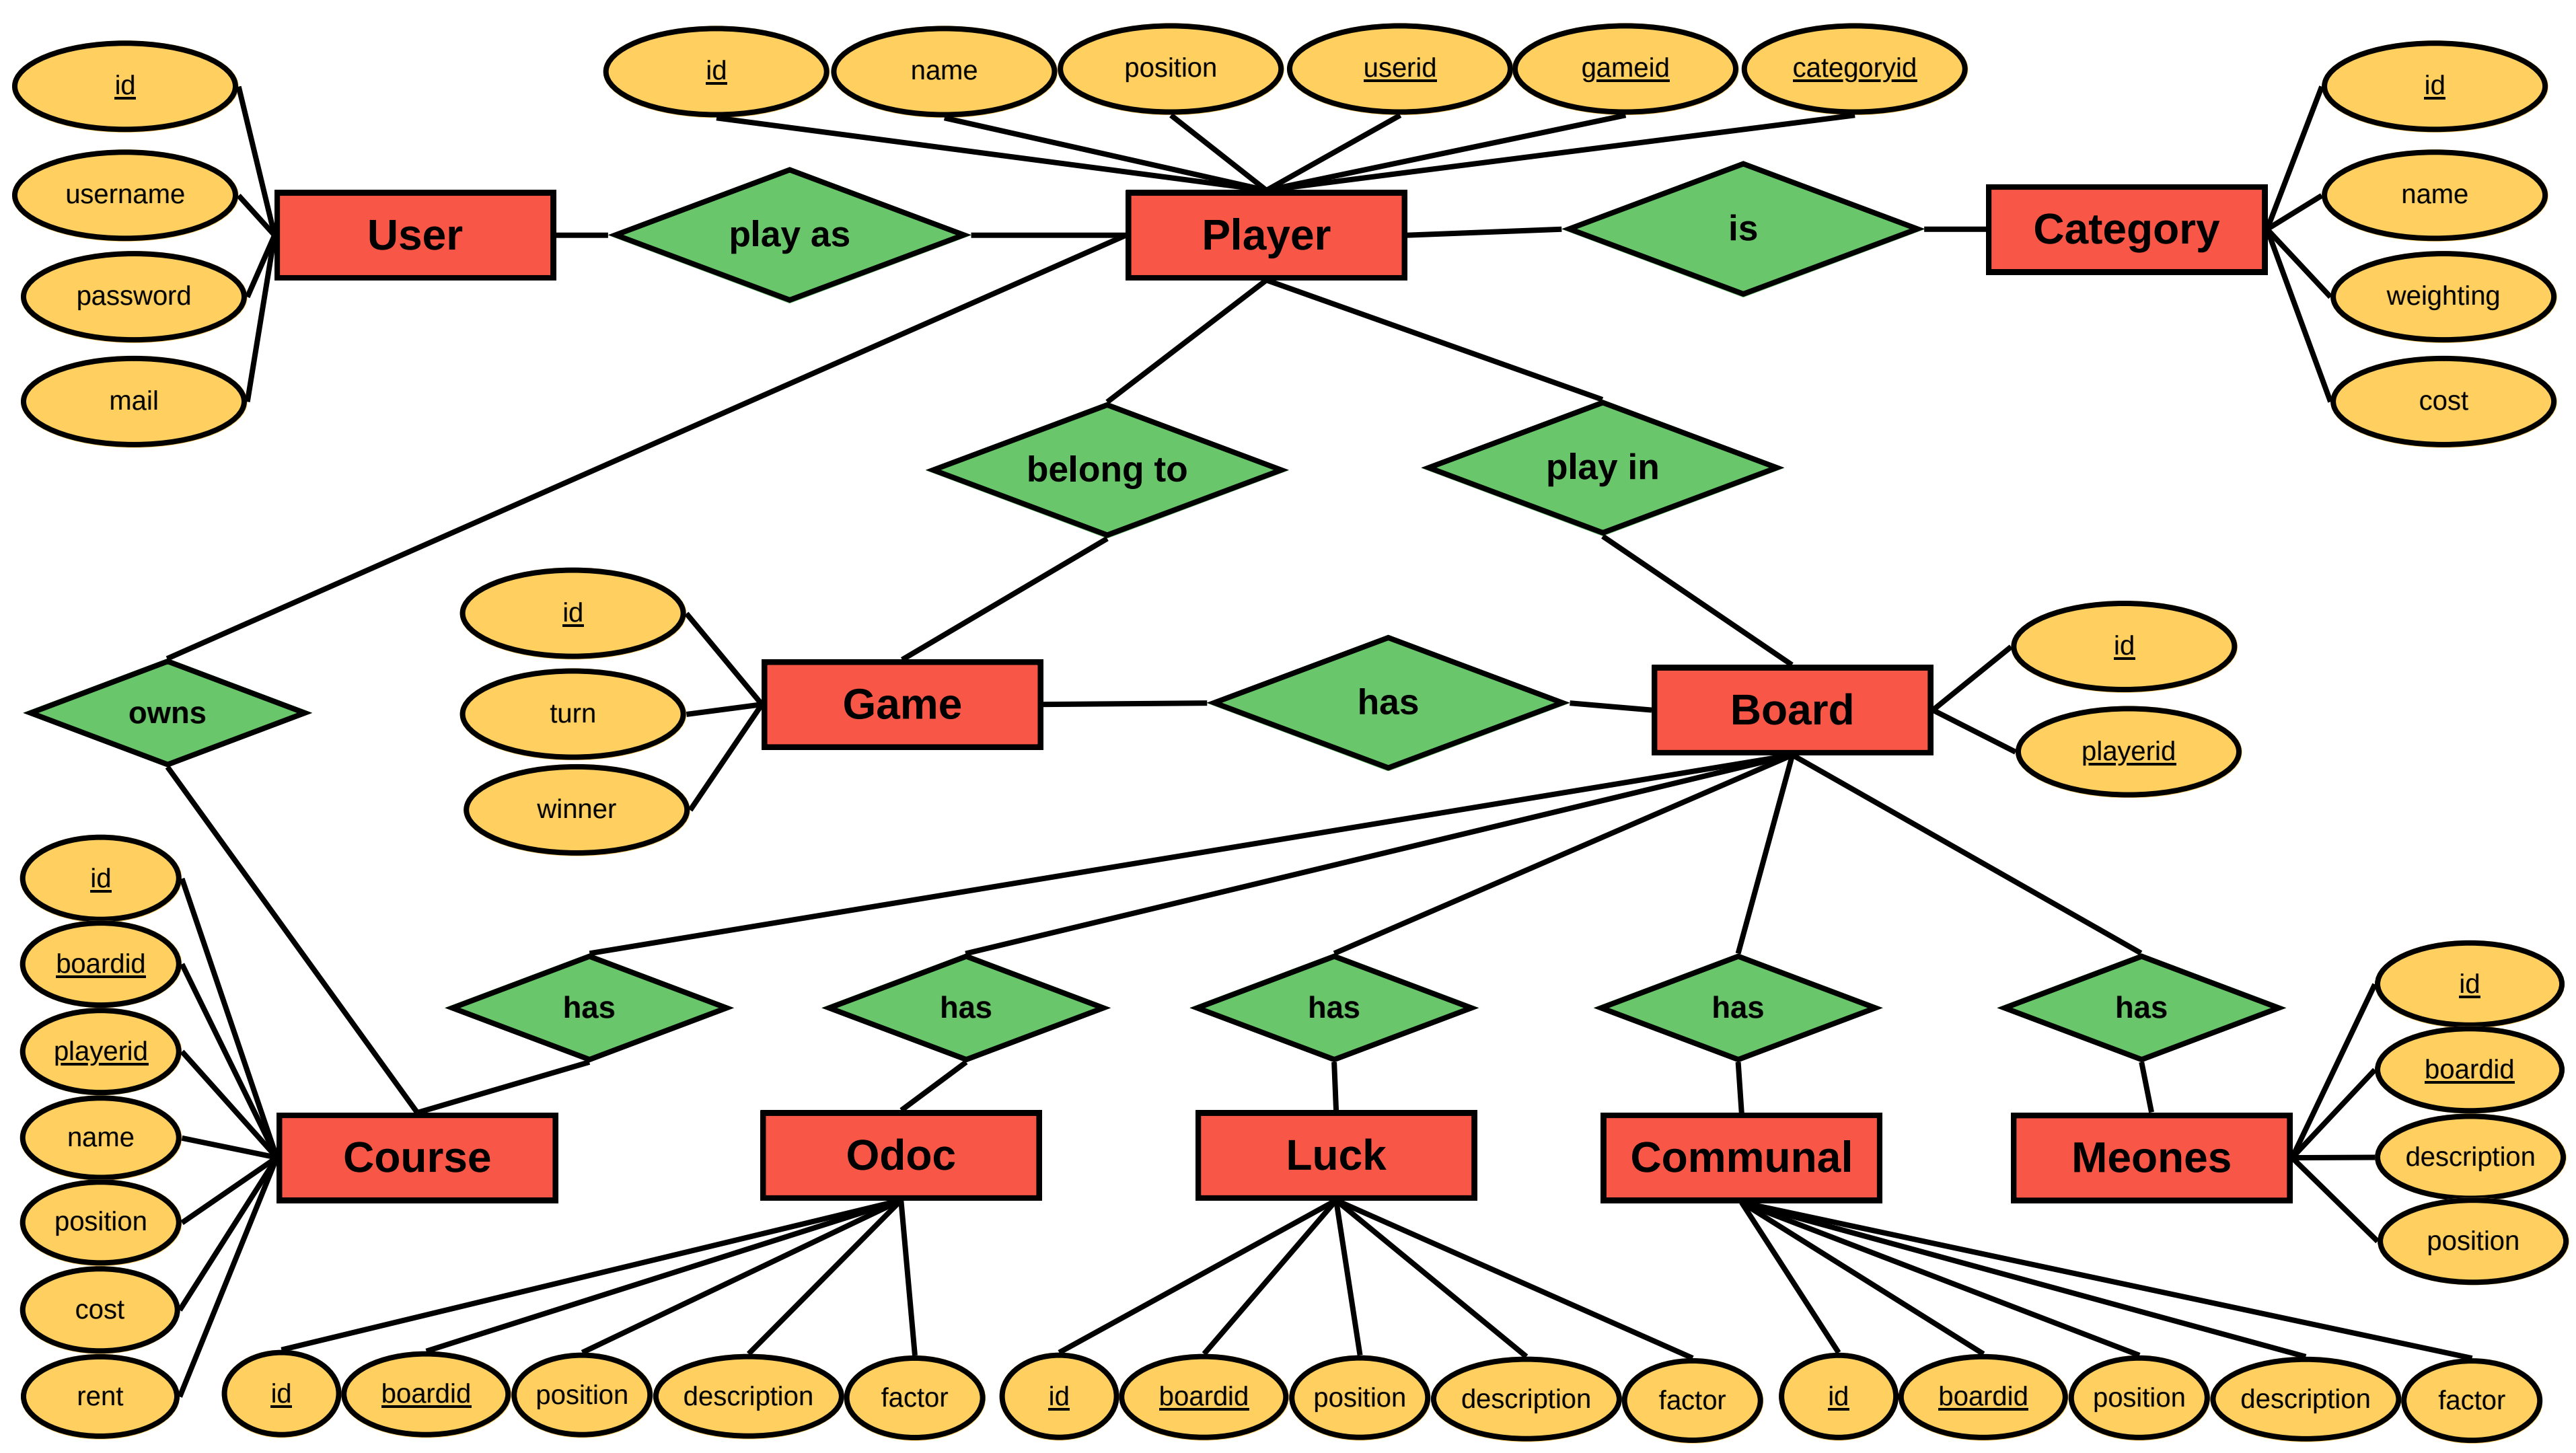 id
name
position
userid
gameid
categoryid
id
username
password
mail
User
play as
Player
is
Category
id
name
weighting
cost
belong to
play in
owns
id
turn
winner
Game
has
Board
id
playerid
has
has
has
has
has
id
boardid
playerid
name
position
cost
rent
Course
Odoc
Luck
Communal
Meones
id
boardid
description
position
id
boardid
position
description
factor
id
boardid
position
description
factor
id
boardid
position
description
factor